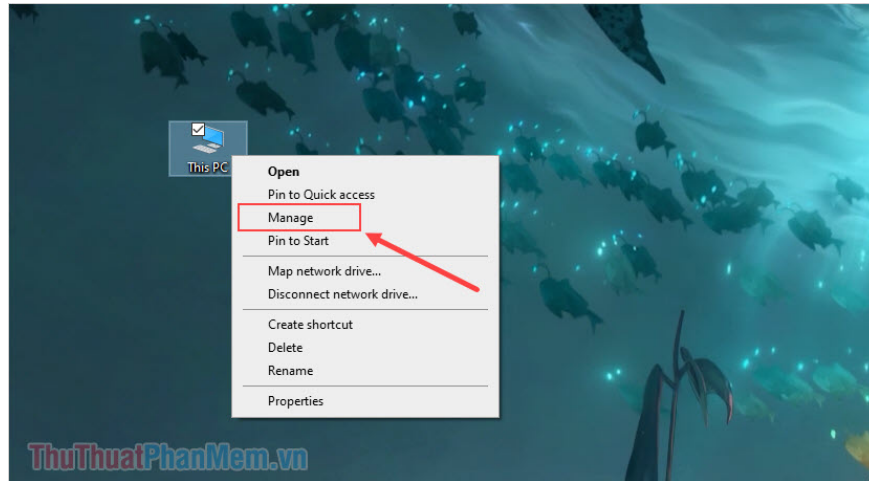 This PC
Open
Pin to Quick access
Manage
Pin to Start
Map network drive...
Disconnect network drive...
Create shortcut
Delete
Rename
Properties
ThuThuatPhanMem.vn